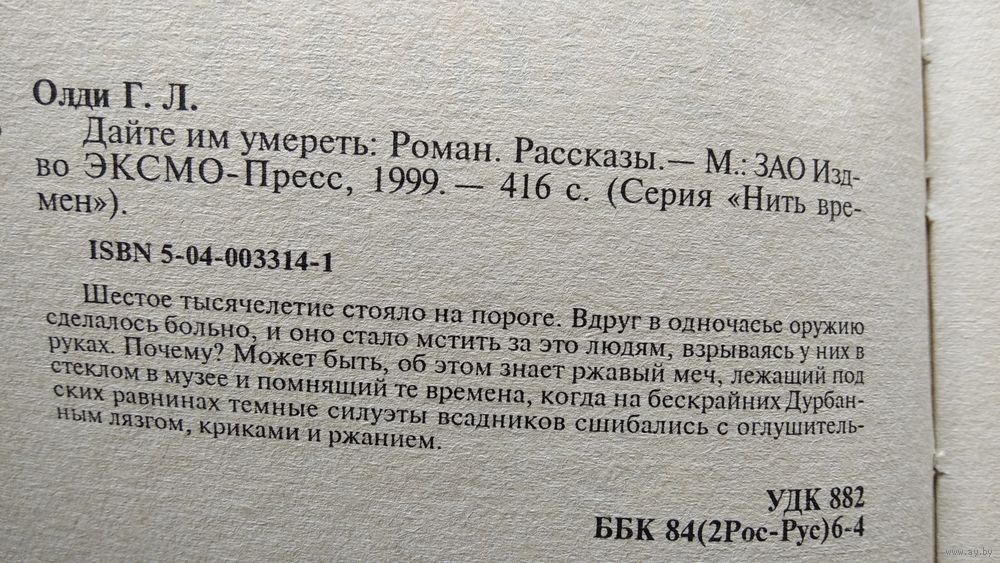 Олди Г. Л.
Дайте им умереть: Роман. Рассказы.— М.: ЗАО Изд-
во ЭКСМО-Пресс, 1999. — 416 с. (Серия «Нить вре-
мен»).
ISBN 5-04-003314-1
Шестое тысячелетие стояло на пороге. Вдруг в одночасье оружию
сделалось больно, и оно стало мстить за это людям, взрываясь у них в
руках. Почему? Может быть, об этом знает ржавый меч, лежащий под
стеклом в музее и помнящий те времена, когда на бескрайних Дурбан-
ских равнинах темные силуэты всадников сшибались с оглушитель-
ным лязгом, криками и ржанием.
УДК 882
ББК 84(2Рос-Рус)6-4
www.ay.by